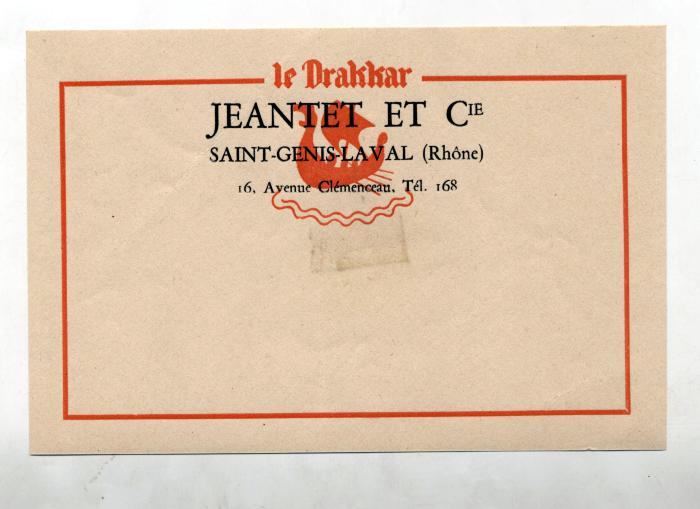 le Drakkar
JEANTET ET CIE
SAINT-GENIS-LAVAL (Rhône)
16, Avenue Clémenceau, Tél. 168